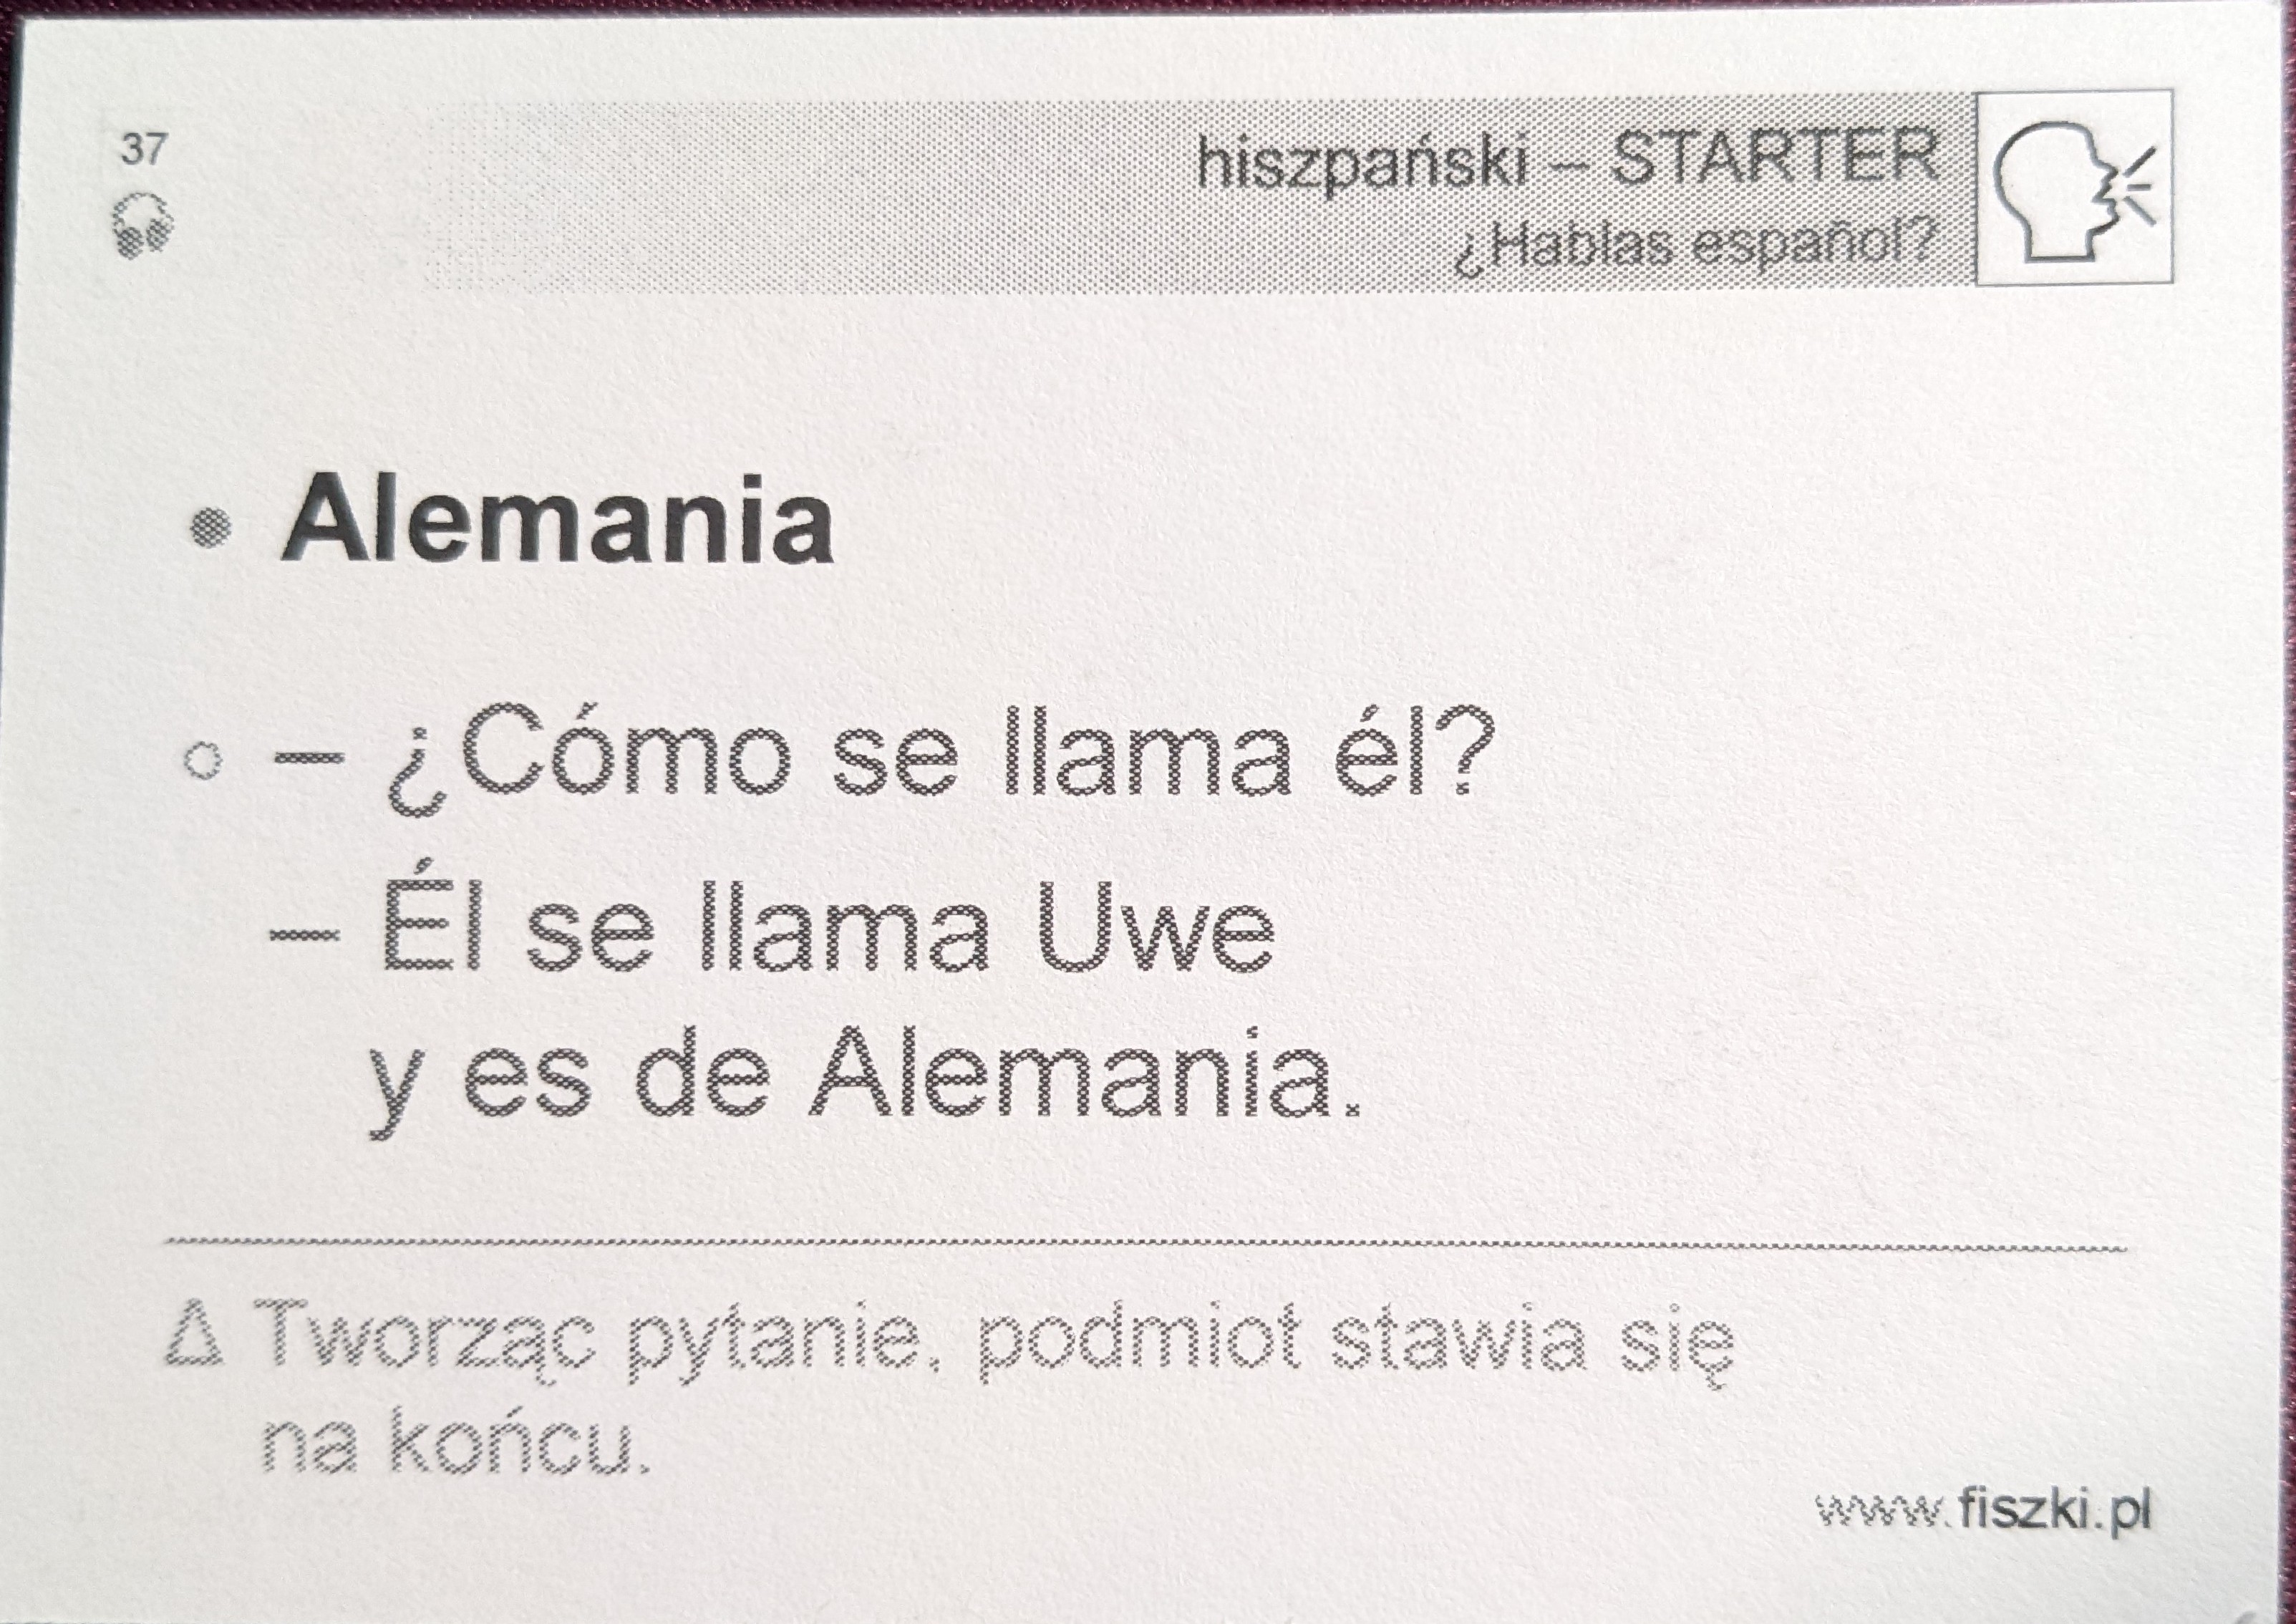 37
hiszpański – STARTER
¿Hablas español?
• Alemania
○ – ¿Cómo se llama él?
– Él se llama Uwe
y es de Alemania.
Δ Tworząc pytanie, podmiot stawia się
na końcu.
www.fiszki.pl